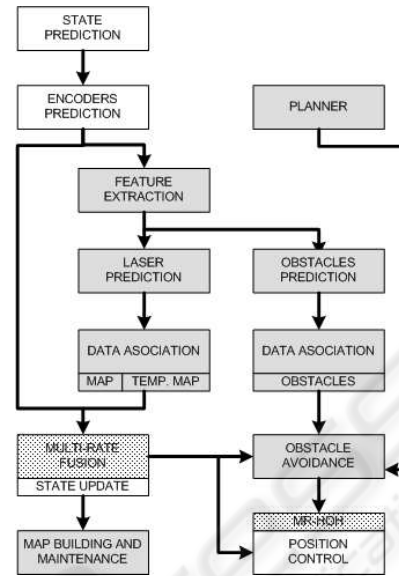 STATE
PREDICTION
ENCODERS
PREDICTION
PLANNER
FEATURE
EXTRACTION
LASER
PREDICTION
OBSTACLES
PREDICTION
DATA ASOCIATION
MAP
TEMP. MAP
DATA ASOCIATION
OBSTACLES
MULTI-RATE
FUSION
STATE UPDATE
OBSTACLE
AVOIDANCE
MAP BUILDING AND
MAINTENANCE
MR-HOH
POSITION
CONTROL